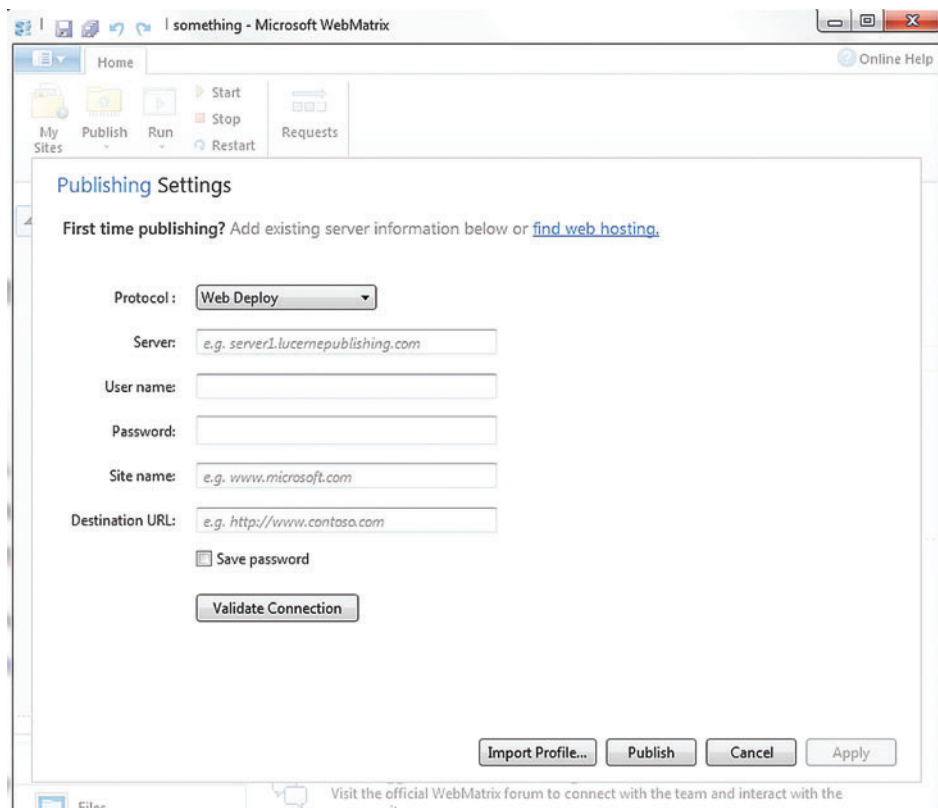 something - Microsoft WebMatrix
Home
Online Help
My Sites
Publish
Run
Start
Stop
Restart
Requests
Publishing Settings
First time publishing? Add existing server information below or find web hosting.
Protocol :
Web Deploy
Server:
e.g. server1.lucernepublishing.com
User name:
Password:
Site name:
e.g. www.microsoft.com
Destination URL:
e.g. http://www.contoso.com
Save password
Validate Connection
Import Profile...
Publish
Cancel
Apply
Files
Visit the official WebMatrix forum to connect with the team and interact with the